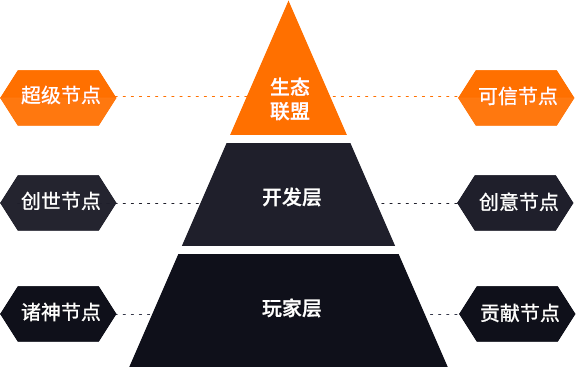 生态
联盟
超级节点
可信节点
创世节点
开发层
创意节点
诸神节点
玩家层
贡献节点